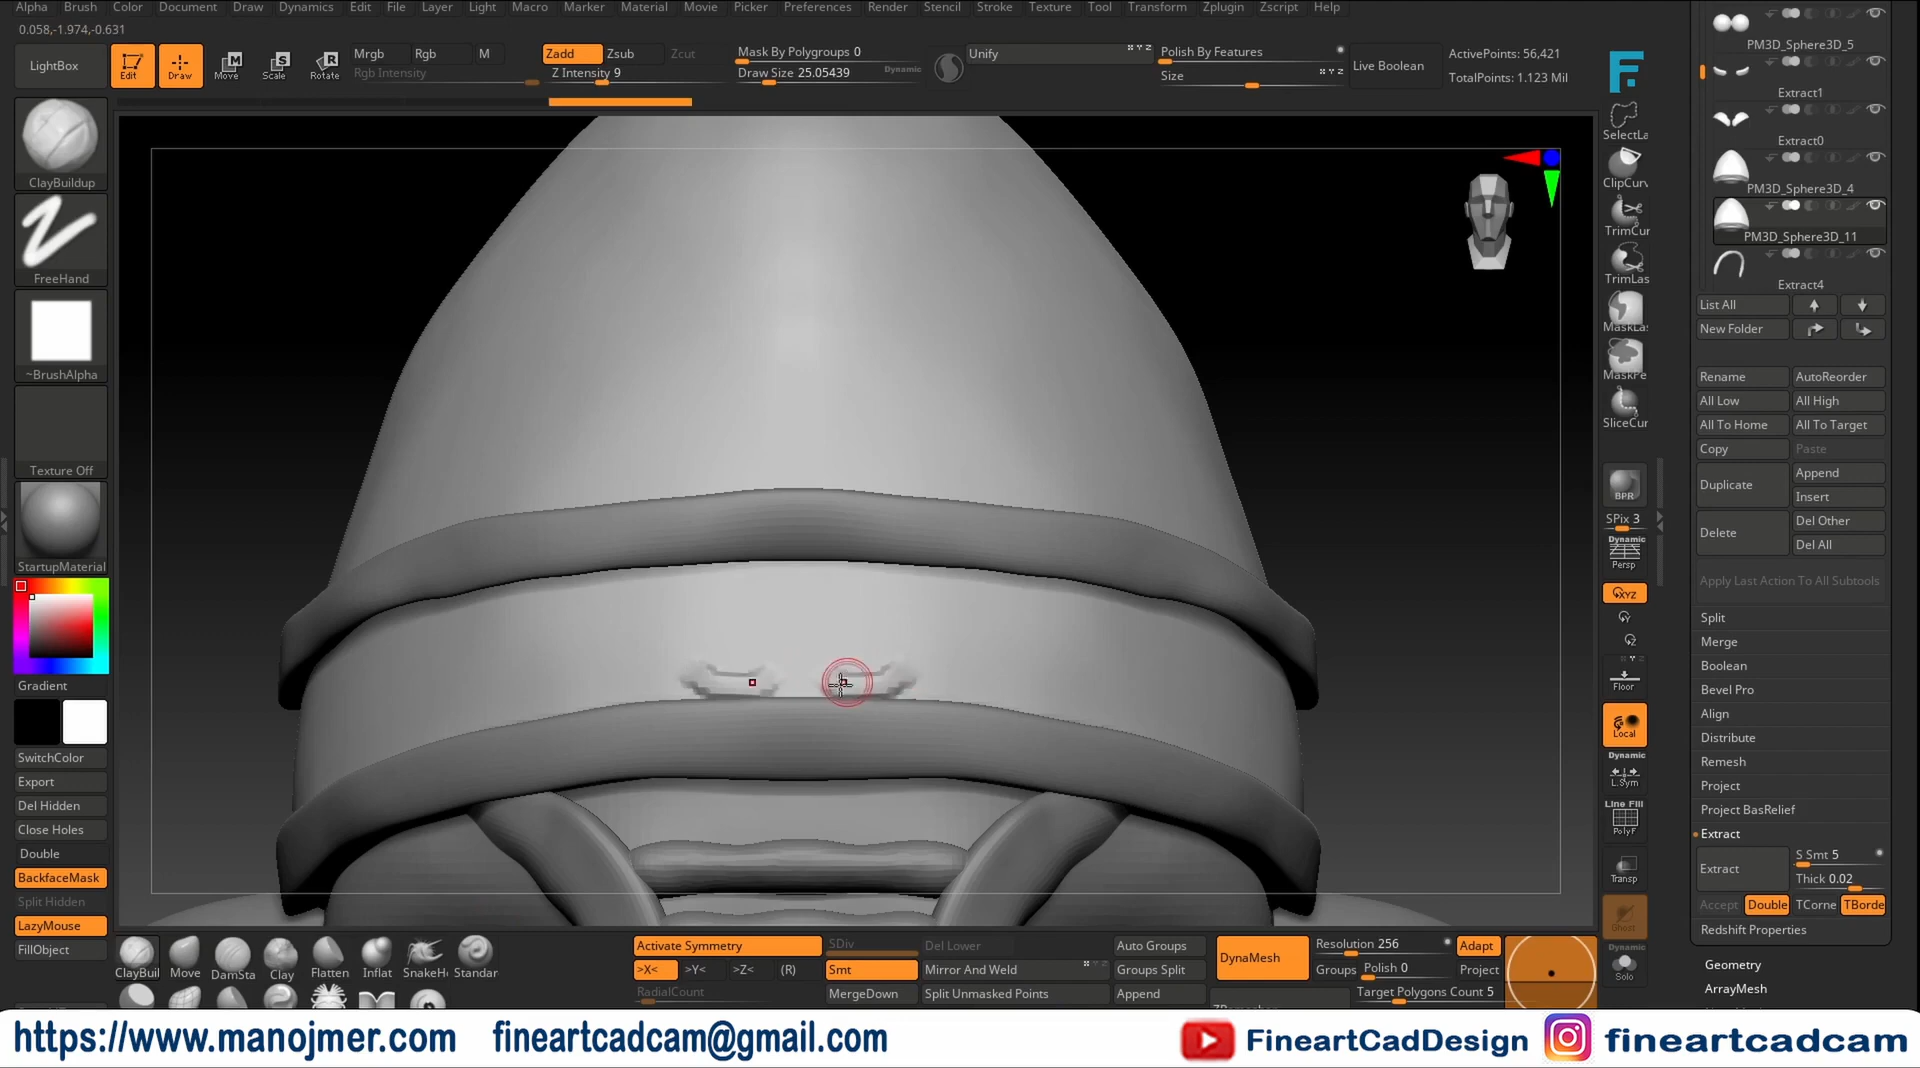 Alpha Brush Color Document Draw Dynamics Edit File Layer Light Macro Marker Material Movie Picker Preferences Render Stencil Stroke Texture Tool Transform Zplugin Zscript Help
0.058,-1.974,-0.631
LightBox
Edit Draw Move Scale Rotate
Mrgb Rgb M
Rgb Intensity
Zadd Zsub Zcut
Z Intensity 9
Mask By Polygroups 0
Draw Size 25.05439 Dynamic
Unify
Polish By Features
Size
Live Boolean
ActivePoints: 56,421
TotalPoints: 1.123 Mil
ClayBuildup
FreeHand
~BrushAlpha
Texture Off
StartupMaterial
Gradient
SwitchColor
Export
Del Hidden
Close Holes
Double
BackfaceMask
Split Hidden
LazyMouse
FillObject
SelectLa
ClipCurv
TrimCur
TrimLas
MaskLas
MaskPe
SliceCur
BPR
SPix 3
Dynamic
Persp
XYZ
Floor
Local
Dynamic
L.Sym
Line Fill
PolyF
Transp
Ghost
Dynamic
Solo
PM3D_Sphere3D_5
Extract1
Extract0
PM3D_Sphere3D_4
PM3D_Sphere3D_11
Extract4
List All
New Folder
Rename AutoReorder
All Low All High
All To Home All To Target
Copy Paste
Duplicate Append
Insert
Delete Del Other
Del All
Apply Last Action To All Subtools
Split
Merge
Boolean
Bevel Pro
Align
Distribute
Remesh
Project
Project BasRelief
Extract
Extract S Smt 5
Thick 0.02
Accept Double TCorne TBorde
Redshift Properties
Geometry
ArrayMesh
ClayBuil Move DamSta Clay Flatten Inflat SnakeH Standar
Activate Symmetry
>X< >Y< >Z< (R)
RadialCount
SDiv Del Lower
Smt Mirror And Weld
MergeDown Split Unmasked Points
Auto Groups
Groups Split
Append
DynaMesh
Resolution 256 Adapt
Groups Polish 0 Project
Target Polygons Count 5
https://www.manojmer.com fineartcadcam@gmail.com FineartCadDesign fineartcadcam